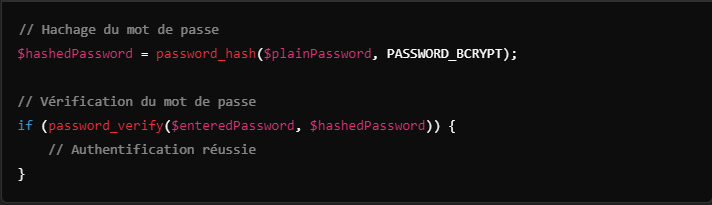 // Hachage du mot de passe
$hashedPassword = password_hash($plainPassword, PASSWORD_BCRYPT);
// Vérification du mot de passe
if (password_verify($enteredPassword, $hashedPassword)) {
    // Authentification réussie
}